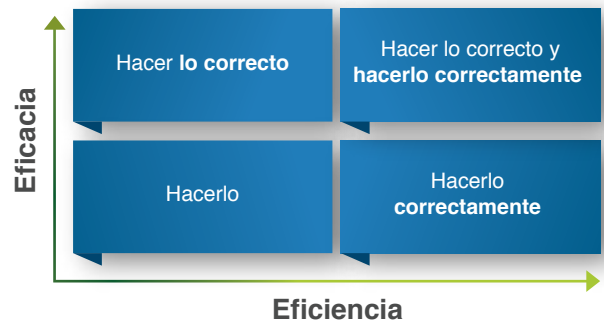 Eficacia
Hacer lo correcto
Hacer lo correcto y
hacerlo correctamente
Hacerlo
Hacerlo
correctamente
Eficiencia